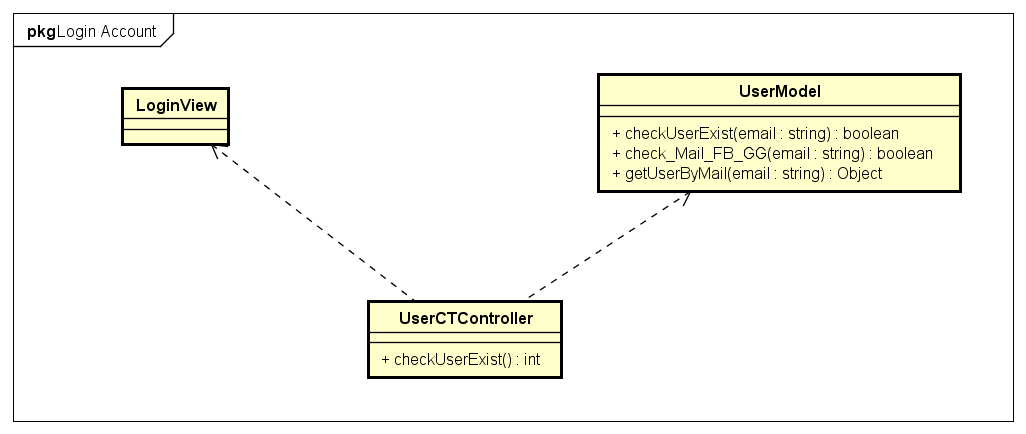 pkgLogin Account
LoginView
UserModel
+ checkUserExist(email : string) : boolean
+ check_Mail_FB_GG(email : string) : boolean
+ getUserByMail(email : string) : Object
UserCTController
+ checkUserExist() : int